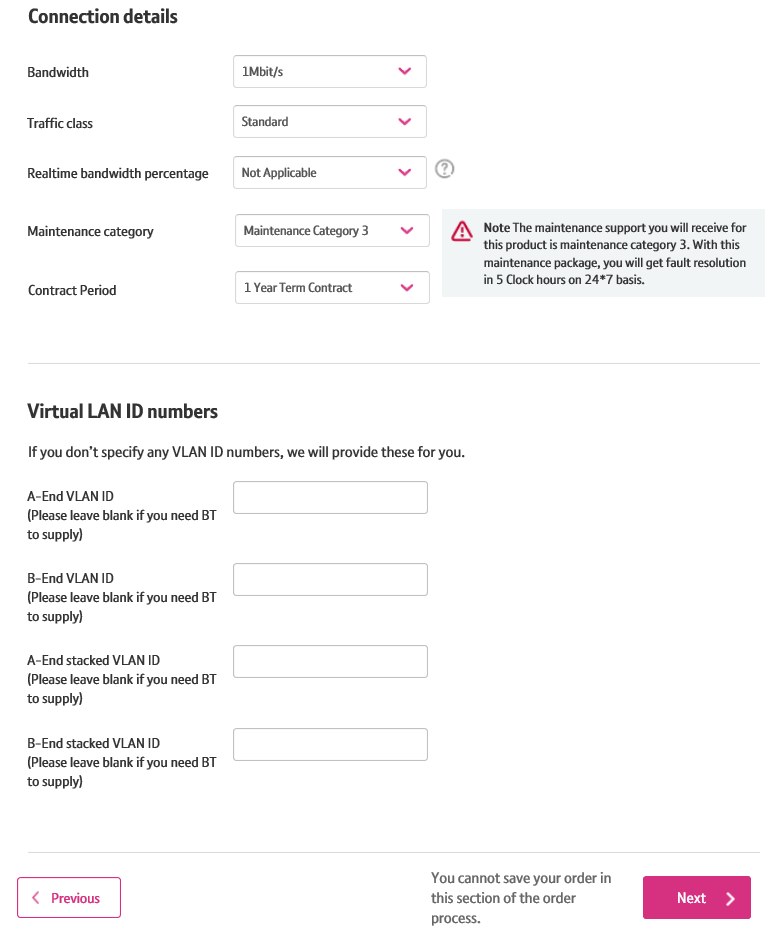 Connection details
Bandwidth
1Mbit/s
Traffic class
Standard
Realtime bandwidth percentage
Not Applicable
?
Maintenance category
Maintenance Category 3
Note The maintenance support you will receive for
this product is maintenance category 3. With this
maintenance package, you will get fault resolution
in 5 Clock hours on 24*7 basis.
Contract Period
1 Year Term Contract
Virtual LAN ID numbers
If you don't specify any VLAN ID numbers, we will provide these for you.
A-End VLAN ID
(Please leave blank if you need BT
to supply)
B-End VLAN ID
(Please leave blank if you need BT
to supply)
A-End stacked VLAN ID
(Please leave blank if you need BT
to supply)
B-End stacked VLAN ID
(Please leave blank if you need BT
to supply)
Previous
You cannot save your order in
this section of the order
process.
Next